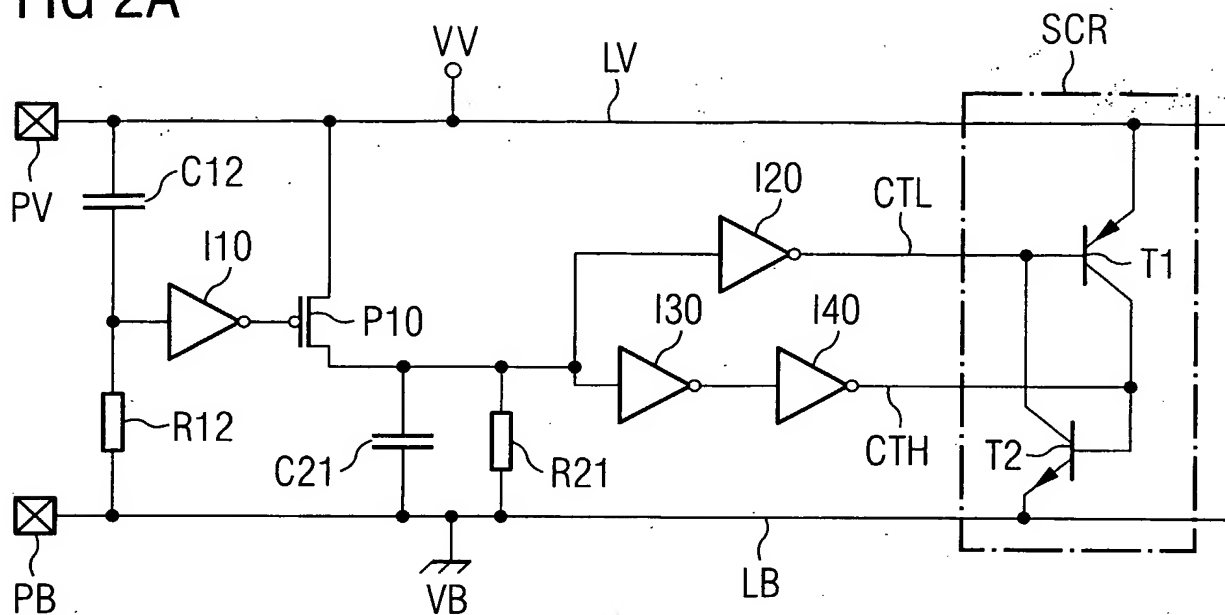 FIG 2A
SCR
VV
LV
C12
PV
I20
CTL
I10
T1
P10
I30
I40
R12
C21
R21
CTH
T2
PB
VB
LB